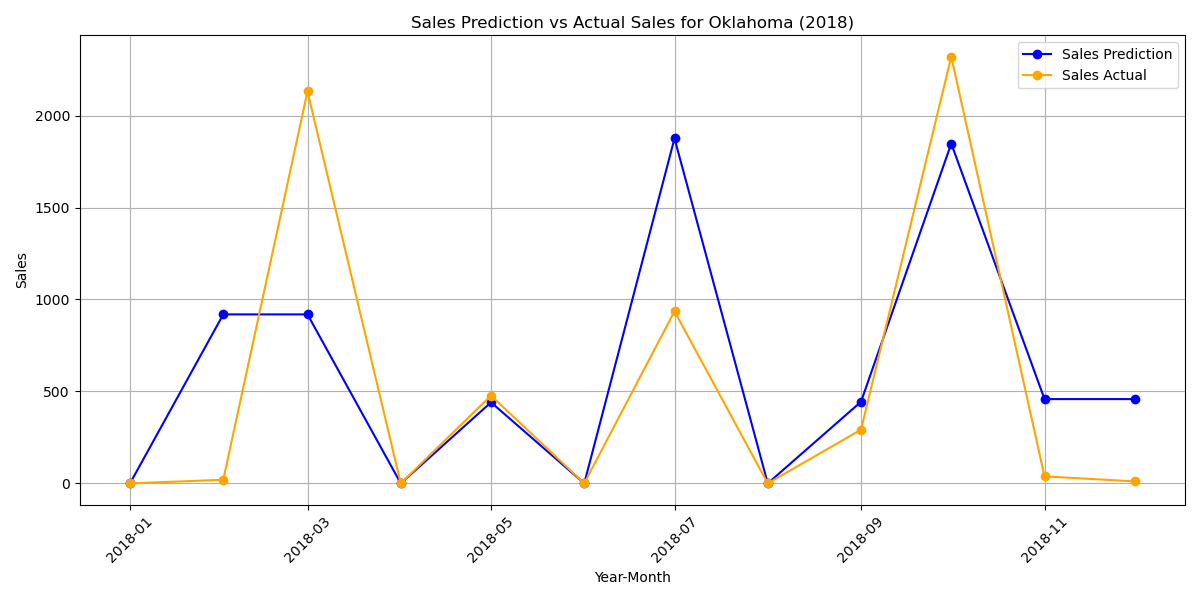 Sales Prediction vs Actual Sales for Oklahoma (2018)
Sales Prediction
Sales Actual
Sales
2000
1500
1000
500
0
2018-01
2018-03
2018-05
2018-07
2018-09
2018-11
Year-Month